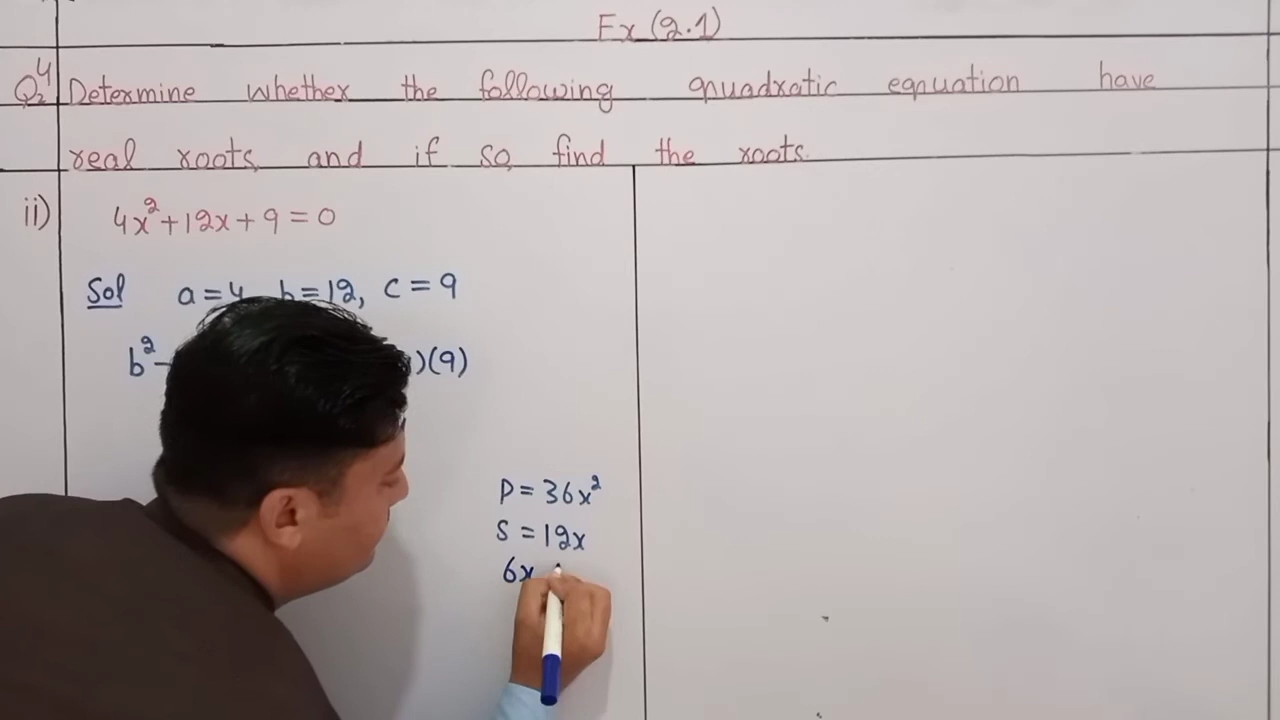 Ex (2.1)
Q4 Determine whether the following quadratic equation have
real roots and if so, find the roots.
ii) 4x²+12x+9=0
Sol a=4, b=12, c=9
b²- )(9)
P=36x²
S=12x
6x